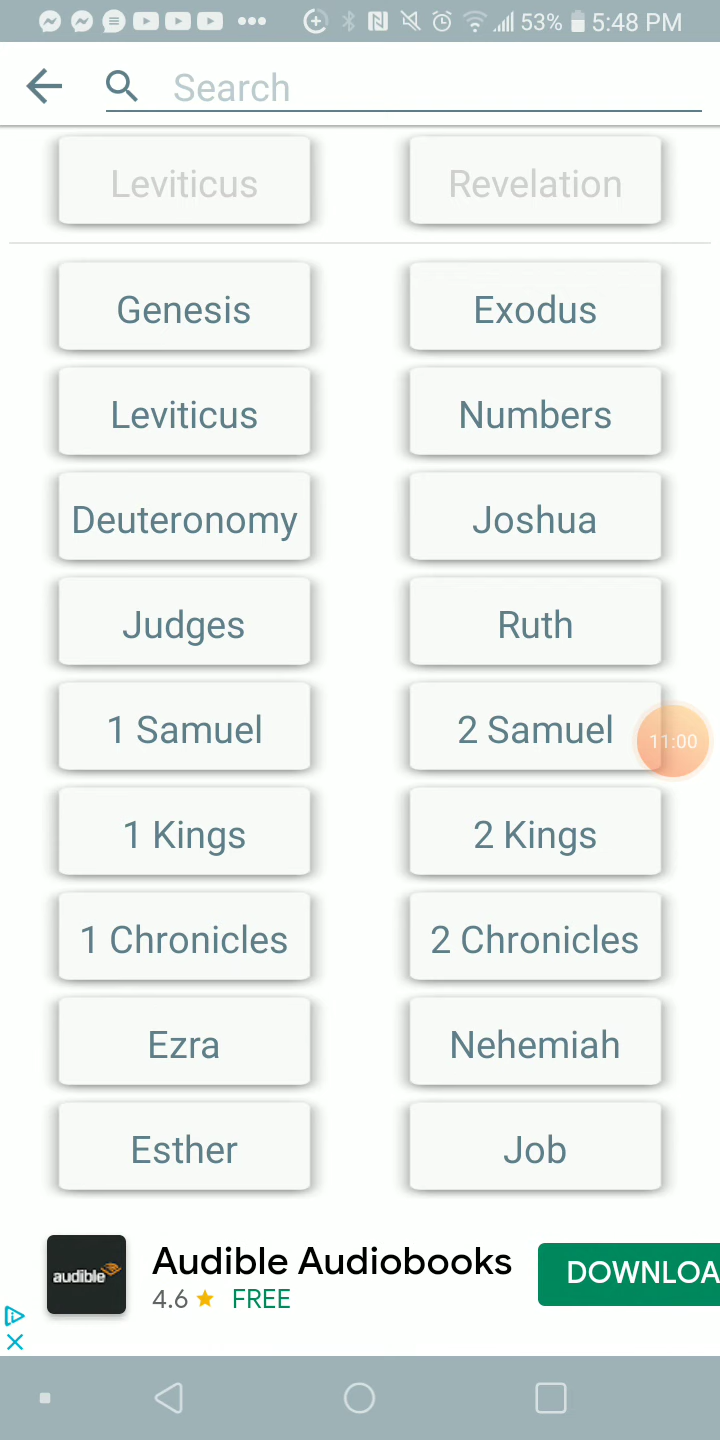 53% 5:48 PM
Search
Leviticus Revelation
Genesis Exodus
Leviticus Numbers
Deuteronomy Joshua
Judges Ruth
1 Samuel 2 Samuel
11:00
1 Kings 2 Kings
1 Chronicles 2 Chronicles
Ezra Nehemiah
Esther Job
audible
Audible Audiobooks
4.6 ★ FREE
DOWNLOA